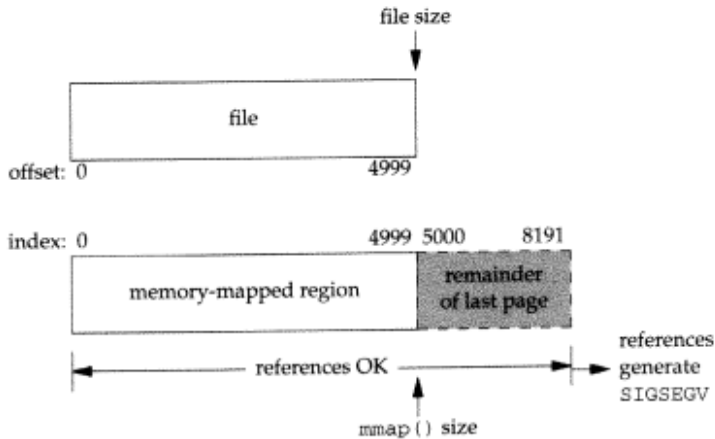 file size
file
offset: 0 4999
index: 0 4999 5000 8191
memory-mapped region
remainder
of last page
references OK
references
generate
SIGSEGV
mmap() size